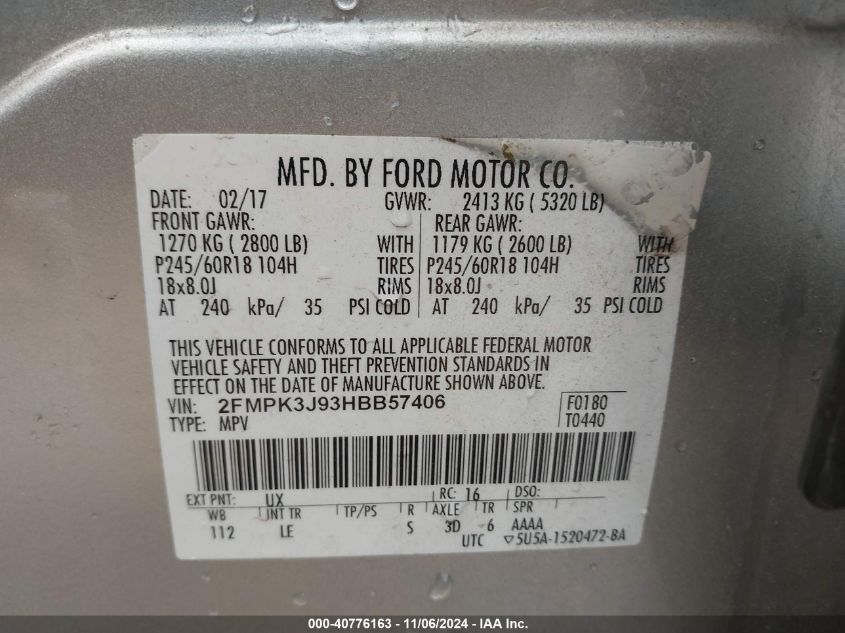 MFD. BY FORD MOTOR CO.
DATE: 02/17 GVWR: 2413 KG ( 5320 LB)
FRONT GAWR: REAR GAWR:
1270 KG ( 2800 LB) WITH 1179 KG ( 2600 LB) WITH
P245/60R18 104H TIRES P245/60R18 104H TIRES
18x8.0J RIMS 18x8.0J RIMS
AT 240 kPa/ 35 PSI COLD AT 240 kPa/ 35 PSI COLD
THIS VEHICLE CONFORMS TO ALL APPLICABLE FEDERAL MOTOR
VEHICLE SAFETY AND THEFT PREVENTION STANDARDS IN
EFFECT ON THE DATE OF MANUFACTURE SHOWN ABOVE.
VIN: 2FMPK3J93HBB57406 F0180
TYPE: MPV T0440
EXT PNT: UX RC: 16 DSO:
WB INT TR TP/PS R AXLE TR SPR
112 LE S 3D 6 AAAA
UTC ▽5U5A-1520472-BA
000-40776163 - 11/06/2024 - IAA Inc.